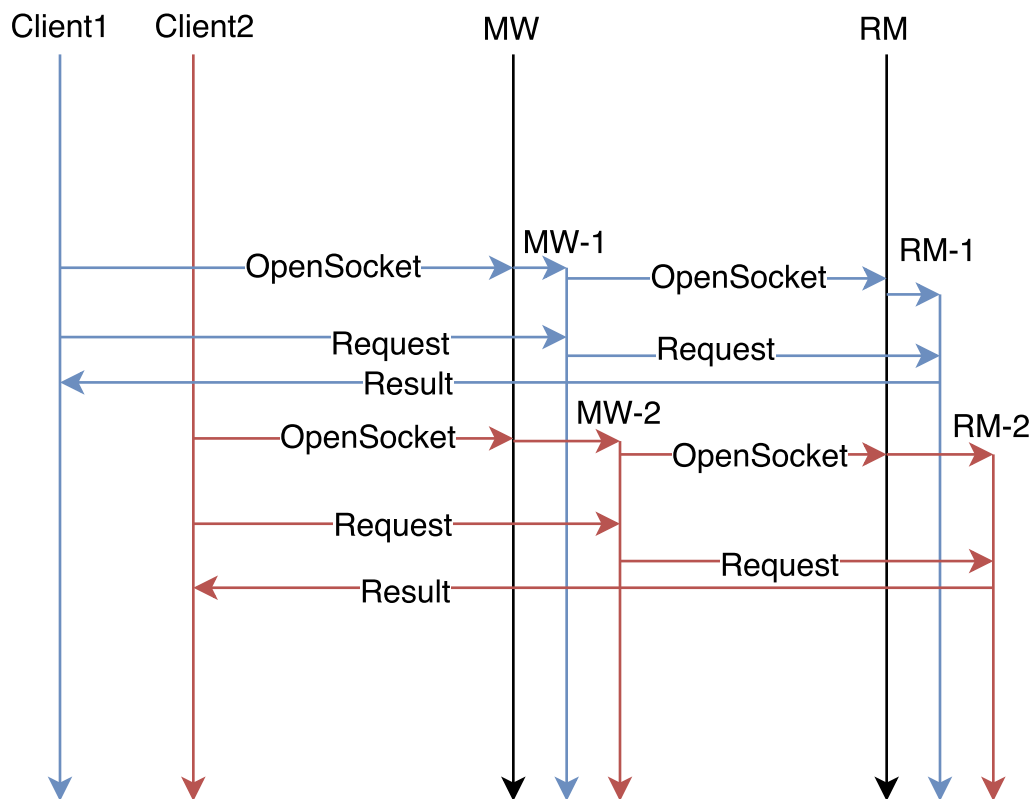 Client1
Client2
MW
RM
MW-1
RM-1
OpenSocket
OpenSocket
Request
Request
Result
MW-2
RM-2
OpenSocket
OpenSocket
Request
Request
Result